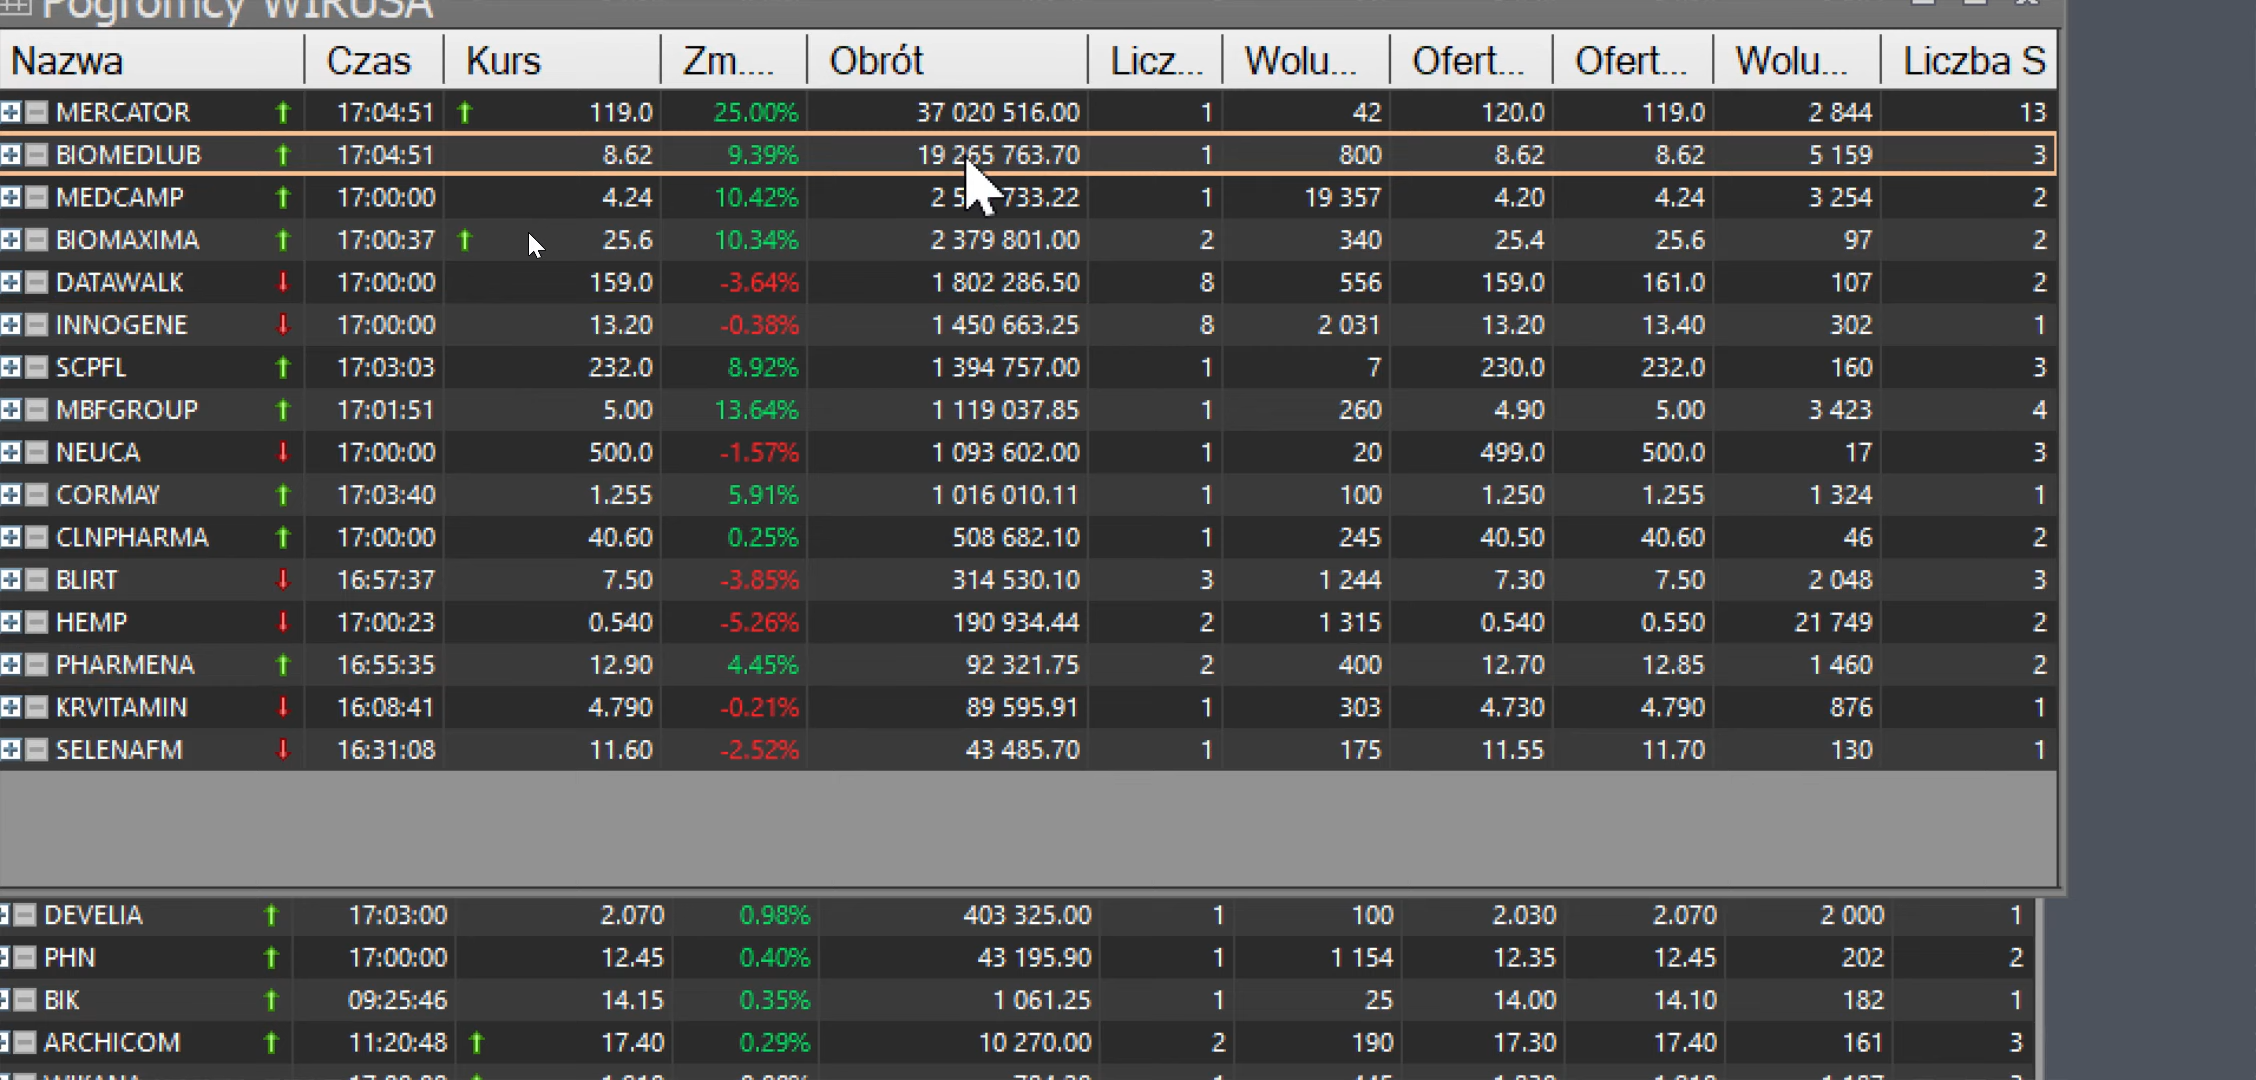 Pogromcy WIRUSA
Nazwa Czas Kurs Zm.... Obrót Licz... Wolu... Ofert... Ofert... Wolu... Liczba S
MERCATOR 17:04:51 119.0 25.00% 37 020 516.00 1 42 120.0 119.0 2 844 13
BIOMEDLUB 17:04:51 8.62 9.39% 19 265 763.70 1 800 8.62 8.62 5 159 3
MEDCAMP 17:00:00 4.24 10.42% 2 5 733.22 1 19 357 4.20 4.24 3 254 2
BIOMAXIMA 17:00:37 25.6 10.34% 2 379 801.00 2 340 25.4 25.6 97 2
DATAWALK 17:00:00 159.0 -3.64% 1 802 286.50 8 556 159.0 161.0 107 2
INNOGENE 17:00:00 13.20 -0.38% 1 450 663.25 8 2 031 13.20 13.40 302 1
SCPFL 17:03:03 232.0 8.92% 1 394 757.00 1 7 230.0 232.0 160 3
MBFGROUP 17:01:51 5.00 13.64% 1 119 037.85 1 260 4.90 5.00 3 423 4
NEUCA 17:00:00 500.0 -1.57% 1 093 602.00 1 20 499.0 500.0 17 3
CORMAY 17:03:40 1.255 5.91% 1 016 010.11 1 100 1.250 1.255 1 324 1
CLNPHARMA 17:00:00 40.60 0.25% 508 682.10 1 245 40.50 40.60 46 2
BLIRT 16:57:37 7.50 -3.85% 314 530.10 3 1 244 7.30 7.50 2 048 3
HEMP 17:00:23 0.540 -5.26% 190 934.44 2 1 315 0.540 0.550 21 749 2
PHARMENA 16:55:35 12.90 4.45% 92 321.75 2 400 12.70 12.85 1 460 2
KRVITAMIN 16:08:41 4.790 -0.21% 89 595.91 1 303 4.730 4.790 876 1
SELENAFM 16:31:08 11.60 -2.52% 43 485.70 1 175 11.55 11.70 130 1
DEVELIA 17:03:00 2.070 0.98% 403 325.00 1 100 2.030 2.070 2 000 1
PHN 17:00:00 12.45 0.40% 43 195.90 1 1 154 12.35 12.45 202 2
BIK 09:25:46 14.15 0.35% 1 061.25 1 25 14.00 14.10 182 1
ARCHICOM 11:20:48 17.40 0.29% 10 270.00 2 190 17.30 17.40 161 3